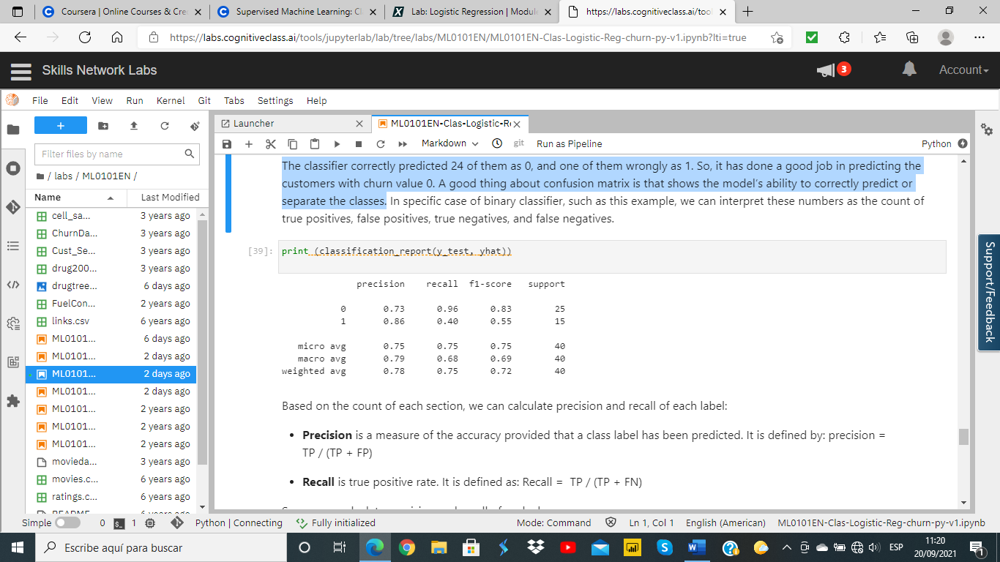 Coursera | Online Courses & Cre
Supervised Machine Learning: Cl
Lab: Logistic Regression | Module
https://labs.cognitiveclass.ai/tool
https://labs.cognitiveclass.ai/tools/jupyterlab/lab/tree/labs/ML0101EN/ML0101EN-Clas-Logistic-Reg-churn-py-v1.ipynb?lti=true
Skills Network Labs
3
Account
File Edit View Run Kernel Git Tabs Settings Help
Launcher
ML0101EN-Clas-Logistic-Re
Markdown
git
Run as Pipeline
Python
Filter files by name
/ labs / ML0101EN /
Name Last Modified
cell_sa... 3 years ago
ChurnDa... 3 years ago
Cust_Se... 3 years ago
drug200... 3 years ago
drugtree... 6 days ago
FuelCon... 2 years ago
links.csv 6 years ago
ML0101... 6 days ago
ML0101... 2 days ago
ML0101... 2 days ago
ML0101... 2 days ago
ML0101... 2 years ago
ML0101... 2 years ago
ML0101... 2 years ago
movieda... 3 years ago
movies.c... 6 years ago
ratings.c... 6 years ago
README
The classifier correctly predicted 24 of them as 0, and one of them wrongly as 1. So, it has done a good job in predicting the
customers with churn value 0. A good thing about confusion matrix is that shows the model's ability to correctly predict or
separate the classes. In specific case of binary classifier, such as this example, we can interpret these numbers as the count of
true positives, false positives, true negatives, and false negatives.
[39]: print (classification_report(y_test, yhat))
precision recall f1-score support
0 0.73 0.96 0.83 25
1 0.86 0.40 0.55 15
micro avg 0.75 0.75 0.75 40
macro avg 0.79 0.68 0.69 40
weighted avg 0.78 0.75 0.72 40
Based on the count of each section, we can calculate precision and recall of each label:
• Precision is a measure of the accuracy provided that a class label has been predicted. It is defined by: precision =
TP / (TP + FP)
• Recall is true positive rate. It is defined as: Recall = TP / (TP + FN)
Support/Feedback
Simple 0 1 Python | Connecting Fully initialized Mode: Command Ln 1, Col 1 English (American) ML0101EN-Clas-Logistic-Reg-churn-py-v1.ipynb
Escribe aquí para buscar
ESP
11:20
20/09/2021
1